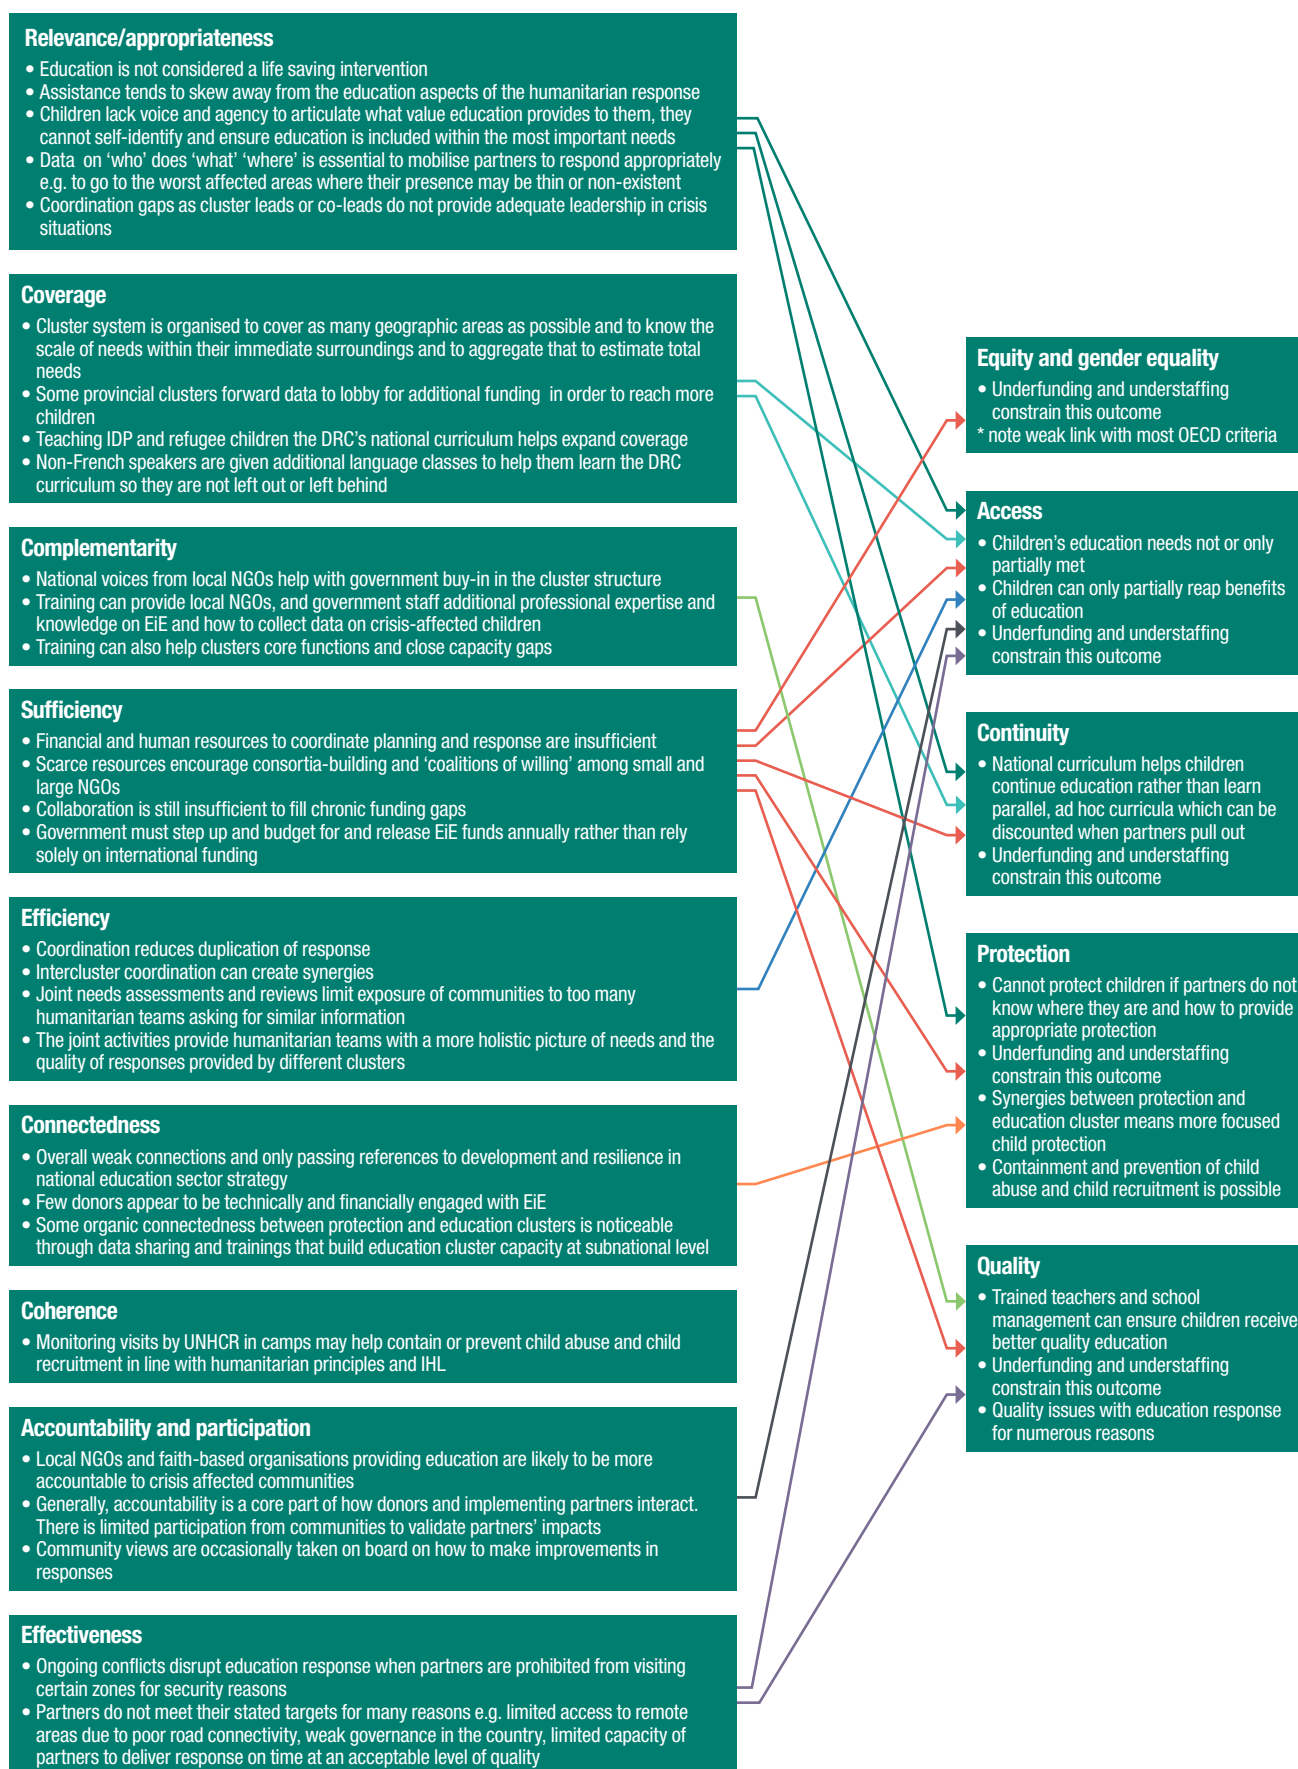 Relevance/appropriateness
• Education is not considered a life saving intervention
• Assistance tends to skew away from the education aspects of the humanitarian response
• Children lack voice and agency to articulate what value education provides to them, they
cannot self-identify and ensure education is included within the most important needs
• Data on ‘who’ does ‘what’ ‘where’ is essential to mobilise partners to respond appropriately
e.g. to go to the worst affected areas where their presence may be thin or non-existent
• Coordination gaps as cluster leads or co-leads do not provide adequate leadership in crisis
situations
Coverage
• Cluster system is organised to cover as many geographic areas as possible and to know the
scale of needs within their immediate surroundings and to aggregate that to estimate total
needs
• Some provincial clusters forward data to lobby for additional funding in order to reach more
children
• Teaching IDP and refugee children the DRC’s national curriculum helps expand coverage
• Non-French speakers are given additional language classes to help them learn the DRC
curriculum so they are not left out or left behind
Complementarity
• National voices from local NGOs help with government buy-in in the cluster structure
• Training can provide local NGOs, and government staff additional professional expertise and
knowledge on EiE and how to collect data on crisis-affected children
• Training can also help clusters core functions and close capacity gaps
Sufficiency
• Financial and human resources to coordinate planning and response are insufficient
• Scarce resources encourage consortia-building and ‘coalitions of willing’ among small and
large NGOs
• Collaboration is still insufficient to fill chronic funding gaps
• Government must step up and budget for and release EiE funds annually rather than rely
solely on international funding
Efficiency
• Coordination reduces duplication of response
• Intercluster coordination can create synergies
• Joint needs assessments and reviews limit exposure of communities to too many
humanitarian teams asking for similar information
• The joint activities provide humanitarian teams with a more holistic picture of needs and the
quality of responses provided by different clusters
Connectedness
• Overall weak connections and only passing references to development and resilience in
national education sector strategy
• Few donors appear to be technically and financially engaged with EiE
• Some organic connectedness between protection and education clusters is noticeable
through data sharing and trainings that build education cluster capacity at subnational level
Coherence
• Monitoring visits by UNHCR in camps may help contain or prevent child abuse and child
recruitment in line with humanitarian principles and IHL
Accountability and participation
• Local NGOs and faith-based organisations providing education are likely to be more
accountable to crisis affected communities
• Generally, accountability is a core part of how donors and implementing partners interact.
There is limited participation from communities to validate partners’ impacts
• Community views are occasionally taken on board on how to make improvements in
responses
Effectiveness
• Ongoing conflicts disrupt education response when partners are prohibited from visiting
certain zones for security reasons
• Partners do not meet their stated targets for many reasons e.g. limited access to remote
areas due to poor road connectivity, weak governance in the country, limited capacity of
partners to deliver response on time at an acceptable level of quality
Equity and gender equality
• Underfunding and understaffing
constrain this outcome
* note weak link with most OECD criteria
Access
• Children’s education needs not or only
partially met
• Children can only partially reap benefits
of education
• Underfunding and understaffing
constrain this outcome
Continuity
• National curriculum helps children
continue education rather than learn
parallel, ad hoc curricula which can be
discounted when partners pull out
• Underfunding and understaffing
constrain this outcome
Protection
• Cannot protect children if partners do not
know where they are and how to provide
appropriate protection
• Underfunding and understaffing
constrain this outcome
• Synergies between protection and
education cluster means more focused
child protection
• Containment and prevention of child
abuse and child recruitment is possible
Quality
• Trained teachers and school
management can ensure children receive
better quality education
• Underfunding and understaffing
constrain this outcome
• Quality issues with education response
for numerous reasons